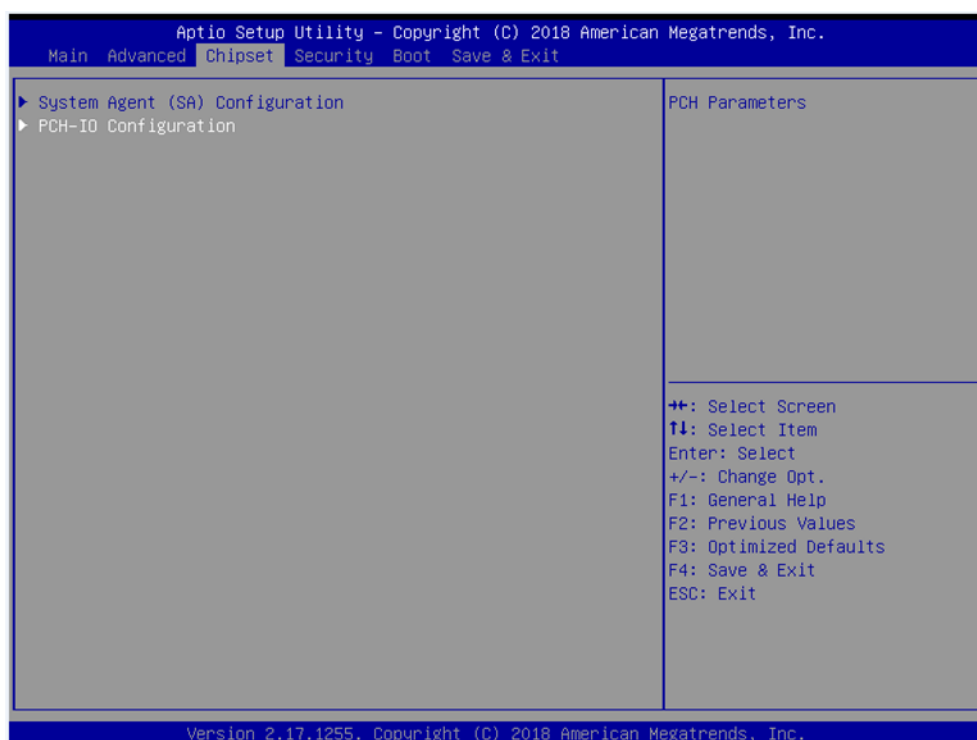 Aptio Setup Utility – Copyright (C) 2018 American Megatrends, Inc.
Main Advanced Chipset Security Boot Save & Exit
System Agent (SA) Configuration
PCH-IO Configuration
PCH Parameters
→←: Select Screen
↑↓: Select Item
Enter: Select
+/-: Change Opt.
F1: General Help
F2: Previous Values
F3: Optimized Defaults
F4: Save & Exit
ESC: Exit
Version 2.17.1255. Copyright (C) 2018 American Megatrends, Inc.